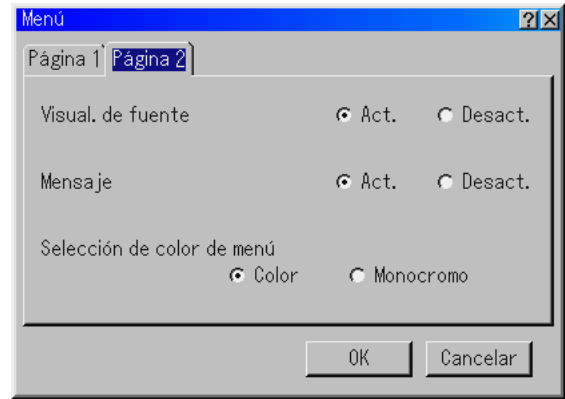 Menú ? ×
Página 1 Página 2
Visual. de fuente Act. Desact.
Mensaje Act. Desact.
Selección de color de menú
Color Monocromo
OK Cancelar